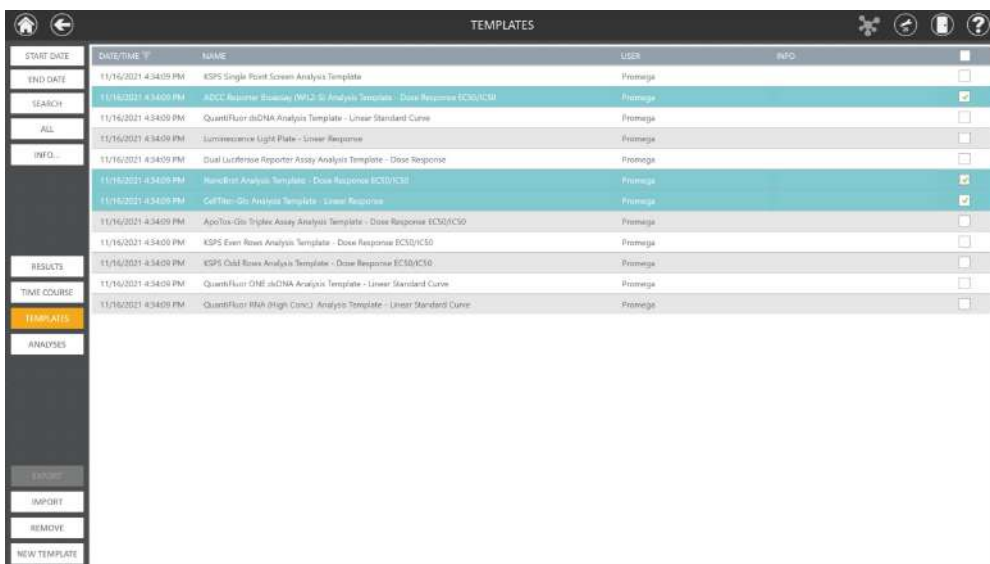 TEMPLATES
?
START DATE
END DATE
SEARCH
ALL
INFO...
RESULTS
TIME COURSE
TEMPLATES
ANALYSES
EXPORT
IMPORT
REMOVE
NEW TEMPLATE
DATE/TIME NAME USER INFO
11/16/2021 4:34:09 PM KSPS Single Point Screen Analysis Template Promega
11/16/2021 4:34:09 PM ADCC Reporter Bioassay (W12-S) Analysis Template - Dose Response EC50/IC50 Promega
11/16/2021 4:34:09 PM QuantiFluor dsDNA Analysis Template - Linear Standard Curve Promega
11/16/2021 4:34:09 PM Luminescence Light Plate - Linear Response Promega
11/16/2021 4:34:09 PM Dual Luciferase Reporter Assay Analysis Template - Dose Response Promega
11/16/2021 4:34:09 PM NanoBret Analysis Template - Dose Response EC50/IC50 Promega
11/16/2021 4:34:09 PM CellTiter-Glo Analysis Template - Linear Response Promega
11/16/2021 4:34:09 PM ApoTox-Glo Triplex Assay Analysis Template - Dose Response EC50/IC50 Promega
11/16/2021 4:34:09 PM KSPS Even Rows Analysis Template - Dose Response EC50/IC50 Promega
11/16/2021 4:34:09 PM KSPS Odd Rows Analysis Template - Dose Response EC50/IC50 Promega
11/16/2021 4:34:09 PM QuantiFluor ONE dsDNA Analysis Template - Linear Standard Curve Promega
11/16/2021 4:34:09 PM QuantiFluor RNA (High Conc.) Analysis Template - Linear Standard Curve Promega